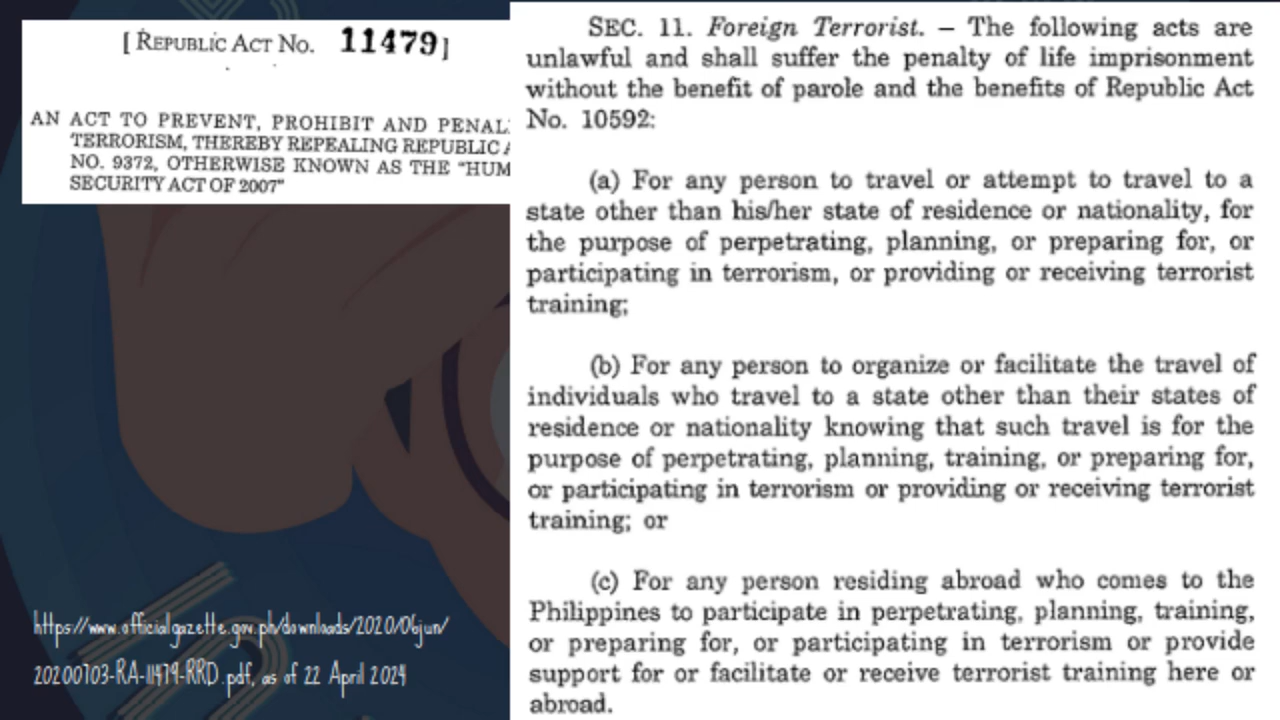 [ REPUBLIC ACT NO. 11479 ]
AN ACT TO PREVENT, PROHIBIT AND PENAL
TERRORISM, THEREBY REPEALING REPUBLIC
NO. 9372, OTHERWISE KNOWN AS THE "HUM
SECURITY ACT OF 2007"
https://www.officialgazette.gov.ph/downloads/2020/06jun/
20200703-RA-11479-RRD.pdf, as of 22 April 2024
SEC. 11. Foreign Terrorist. – The following acts are
unlawful and shall suffer the penalty of life imprisonment
without the benefit of parole and the benefits of Republic Act
No. 10592:
(a) For any person to travel or attempt to travel to a
state other than his/her state of residence or nationality, for
the purpose of perpetrating, planning, or preparing for, or
participating in terrorism, or providing or receiving terrorist
training;
(b) For any person to organize or facilitate the travel of
individuals who travel to a state other than their states of
residence or nationality knowing that such travel is for the
purpose of perpetrating, planning, training, or preparing for,
or participating in terrorism or providing or receiving terrorist
training; or
(c) For any person residing abroad who comes to the
Philippines to participate in perpetrating, planning, training,
or preparing for, or participating in terrorism or provide
support for or facilitate or receive terrorist training here or
abroad.